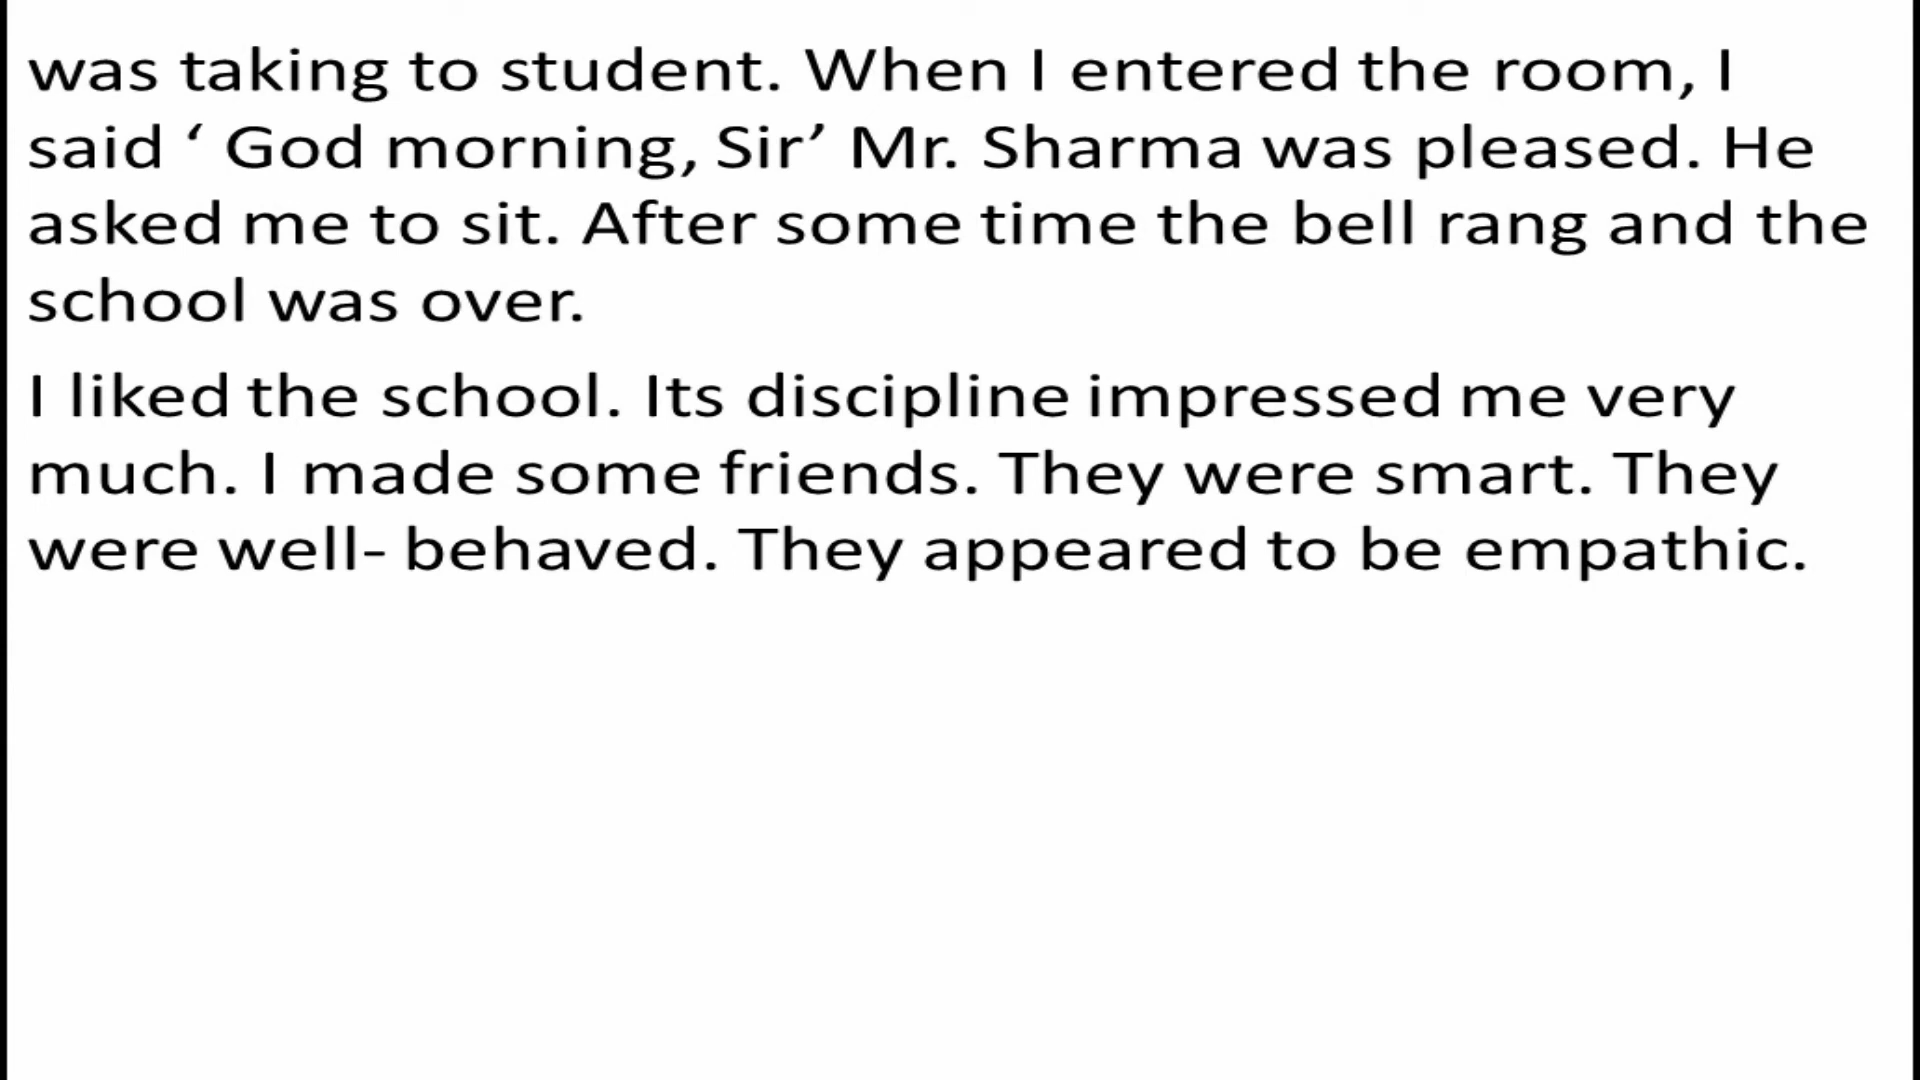 was taking to student. When I entered the room, I
said ‘ God morning, Sir’ Mr. Sharma was pleased. He
asked me to sit. After some time the bell rang and the
school was over.
I liked the school. Its discipline impressed me very
much. I made some friends. They were smart. They
were well- behaved. They appeared to be empathic.